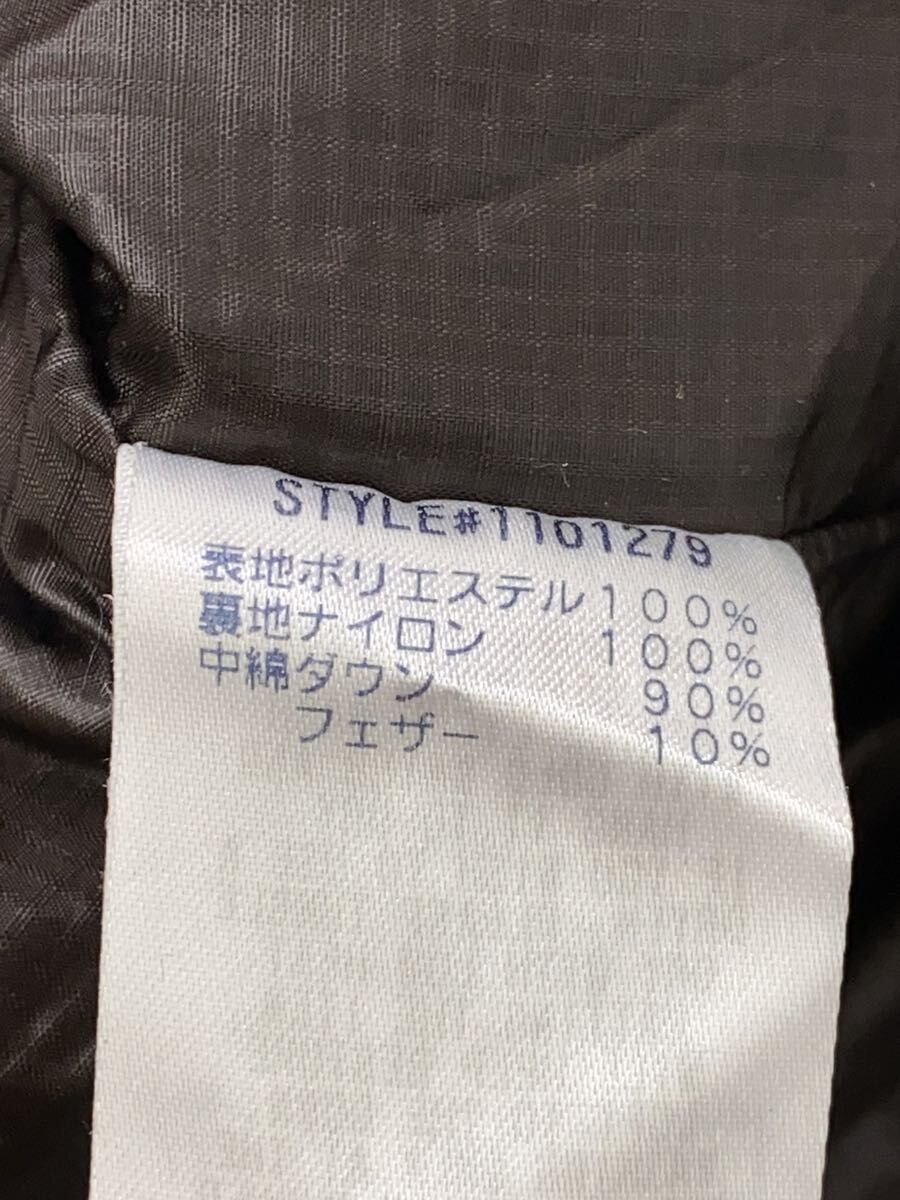 STYLE#1101279
表地ポリエステル100%
裏地ナイロン 100%
中綿ダウン 90%
フェザー 10%